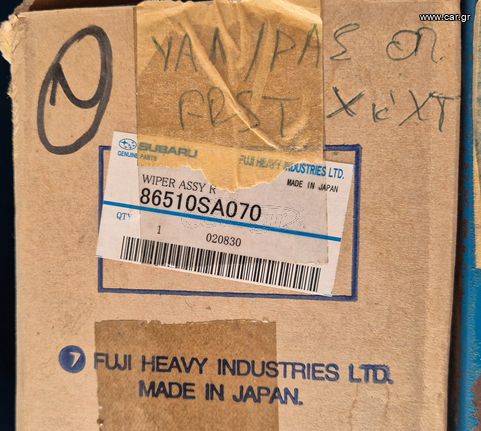 www.car.gr
ΥΑΛ/ΡΑΣ ΟΠ.
FRST Χ κ' ΧΤ
SUBARU
GENUINE PARTS
FUJI HEAVY INDUSTRIES LTD.
MADE IN JAPAN
WIPER ASSY R
86510SA070
QTY
1 020830
7 FUJI HEAVY INDUSTRIES LTD.
MADE IN JAPAN.